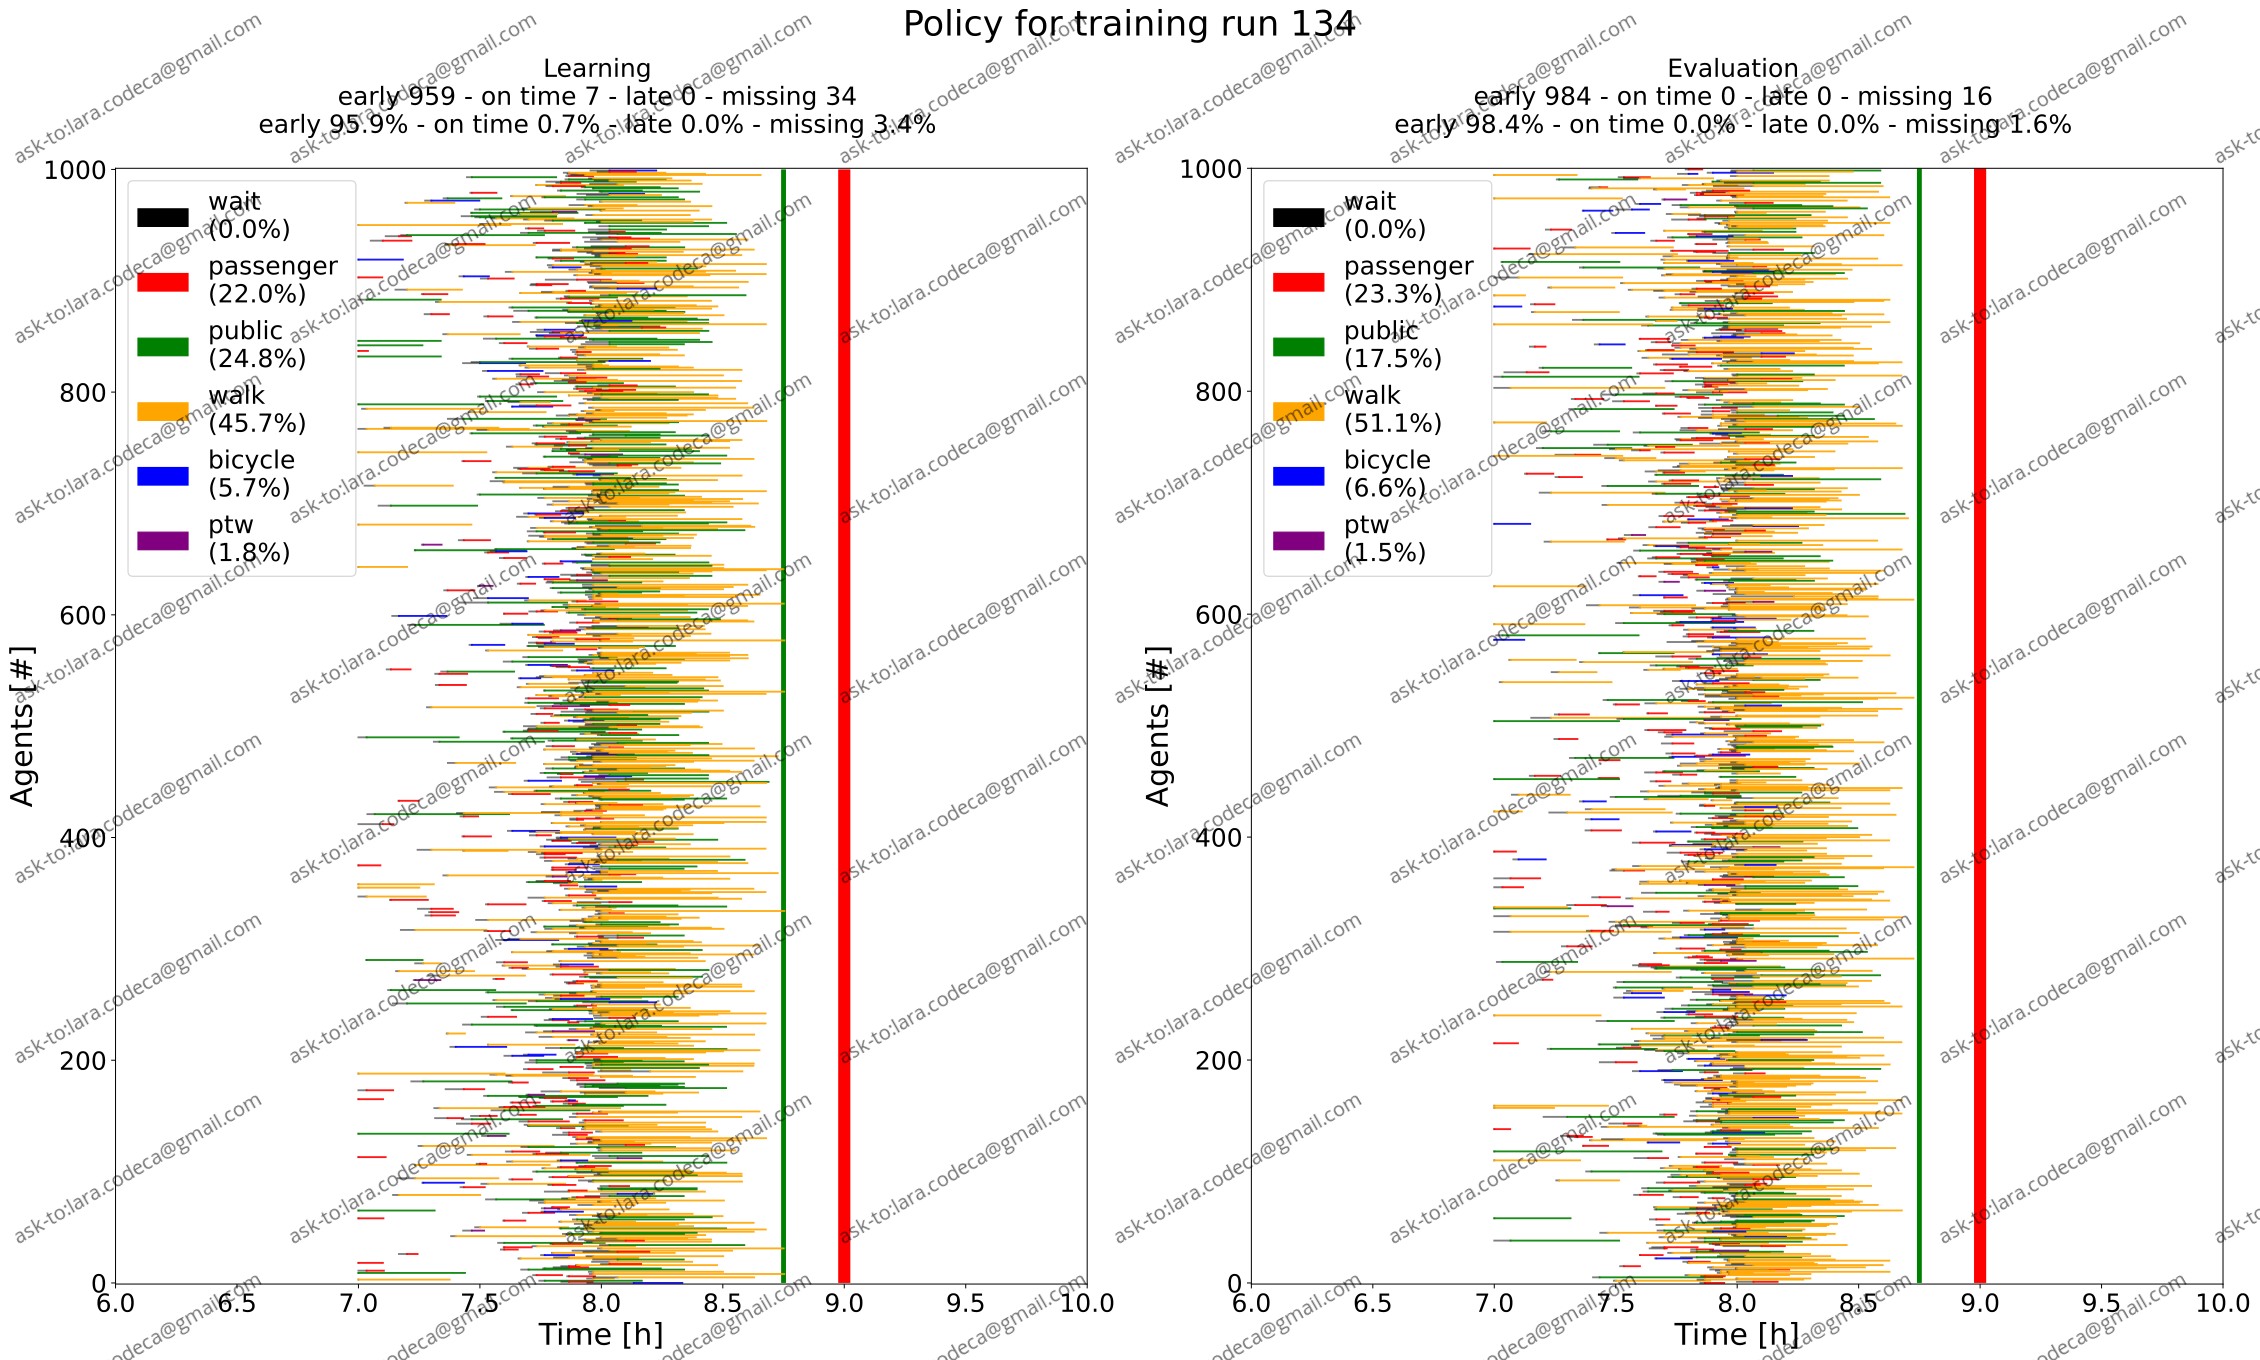 Policy for training run 134
Learning
early 959 - on time 7 - late 0 - missing 34
early 95.9% - on time 0.7% - late 0.0% - missing 3.4%
1000
800
600
400
200
0
Agents [#]
wait
(0.0%)
passenger
(22.0%)
public
(24.8%)
walk
(45.7%)
bicycle
(5.7%)
ptw
(1.8%)
6.0 6.5 7.0 7.5 8.0 8.5 9.0 9.5 10.0
Time [h]
Evaluation
early 984 - on time 0 - late 0 - missing 16
early 98.4% - on time 0.0% - late 0.0% - missing 1.6%
1000
800
600
400
200
0
Agents [#]
wait
(0.0%)
passenger
(23.3%)
public
(17.5%)
walk
(51.1%)
bicycle
(6.6%)
ptw
(1.5%)
6.0 6.5 7.0 7.5 8.0 8.5 9.0 9.5 10.0
Time [h]
ask-to:lara.codeca@gmail.com